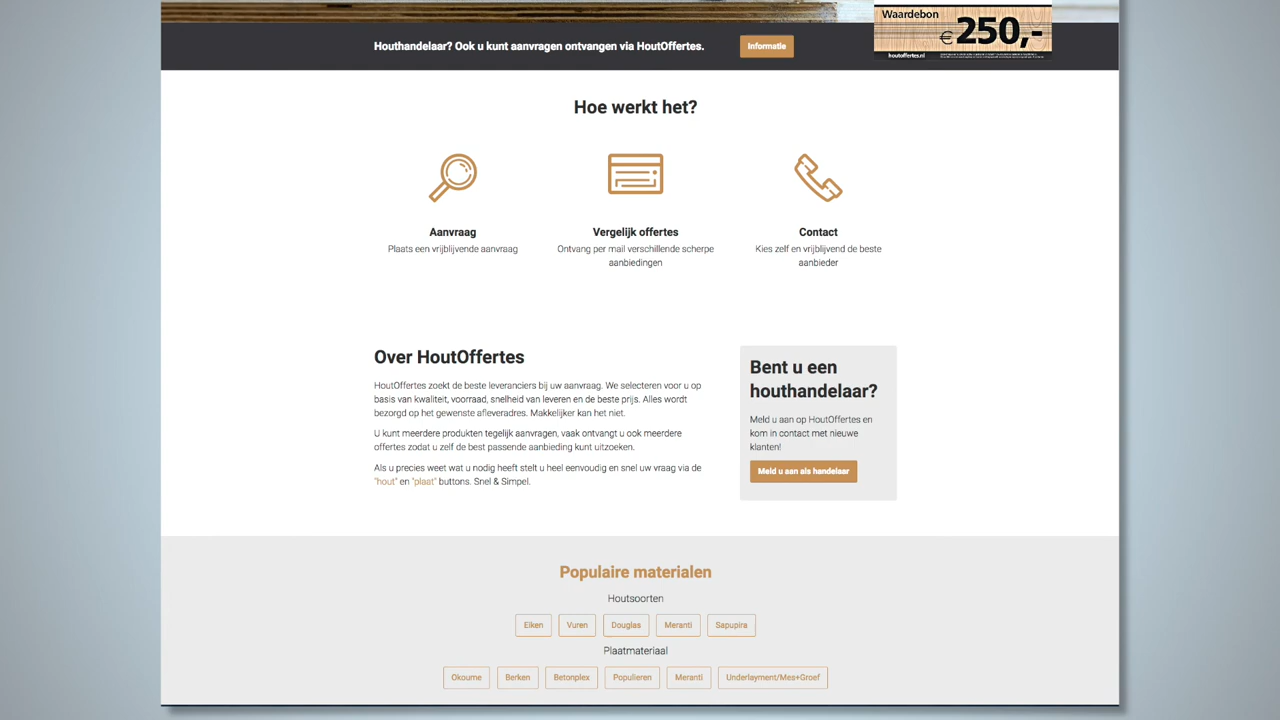 Waardebon
€250,-
houtoffertes.nl
Houthandelaar? Ook u kunt aanvragen ontvangen via HoutOffertes.
Informatie
Hoe werkt het?
Aanvraag
Plaats een vrijblijvende aanvraag
Vergelijk offertes
Ontvang per mail verschillende scherpe
aanbiedingen
Contact
Kies zelf en vrijblijvend de beste
aanbieder
Over HoutOffertes
HoutOffertes zoekt de beste leveranciers bij uw aanvraag. We selecteren voor u op
basis van kwaliteit, voorraad, snelheid van leveren en de beste prijs. Alles wordt
bezorgd op het gewenste afleveradres. Makkelijker kan het niet.
U kunt meerdere produkten tegelijk aanvragen, vaak ontvangt u ook meerdere
offertes zodat u zelf de best passende aanbieding kunt uitzoeken.
Als u precies weet wat u nodig heeft stelt u heel eenvoudig en snel uw vraag via de
"hout" en "plaat" buttons. Snel & Simpel.
Bent u een
houthandelaar?
Meld u aan op HoutOffertes en
kom in contact met nieuwe
klanten!
Meld u aan als handelaar
Populaire materialen
Houtsoorten
Eiken Vuren Douglas Meranti Sapupira
Plaatmateriaal
Okoume Berken Betonplex Populieren Meranti Underlayment/Mes+Groef